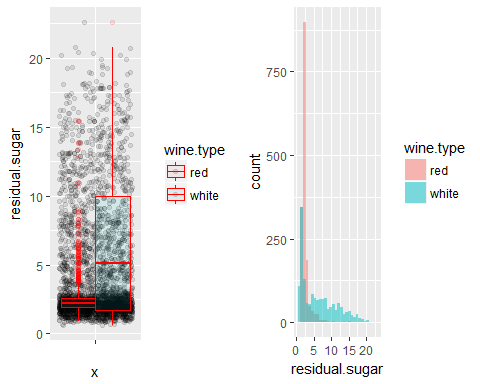 residual.sugar
20
15
10
5
0
x
wine.type
red
white
count
750
500
250
0
0 5 10 15 20
residual.sugar
wine.type
red
white